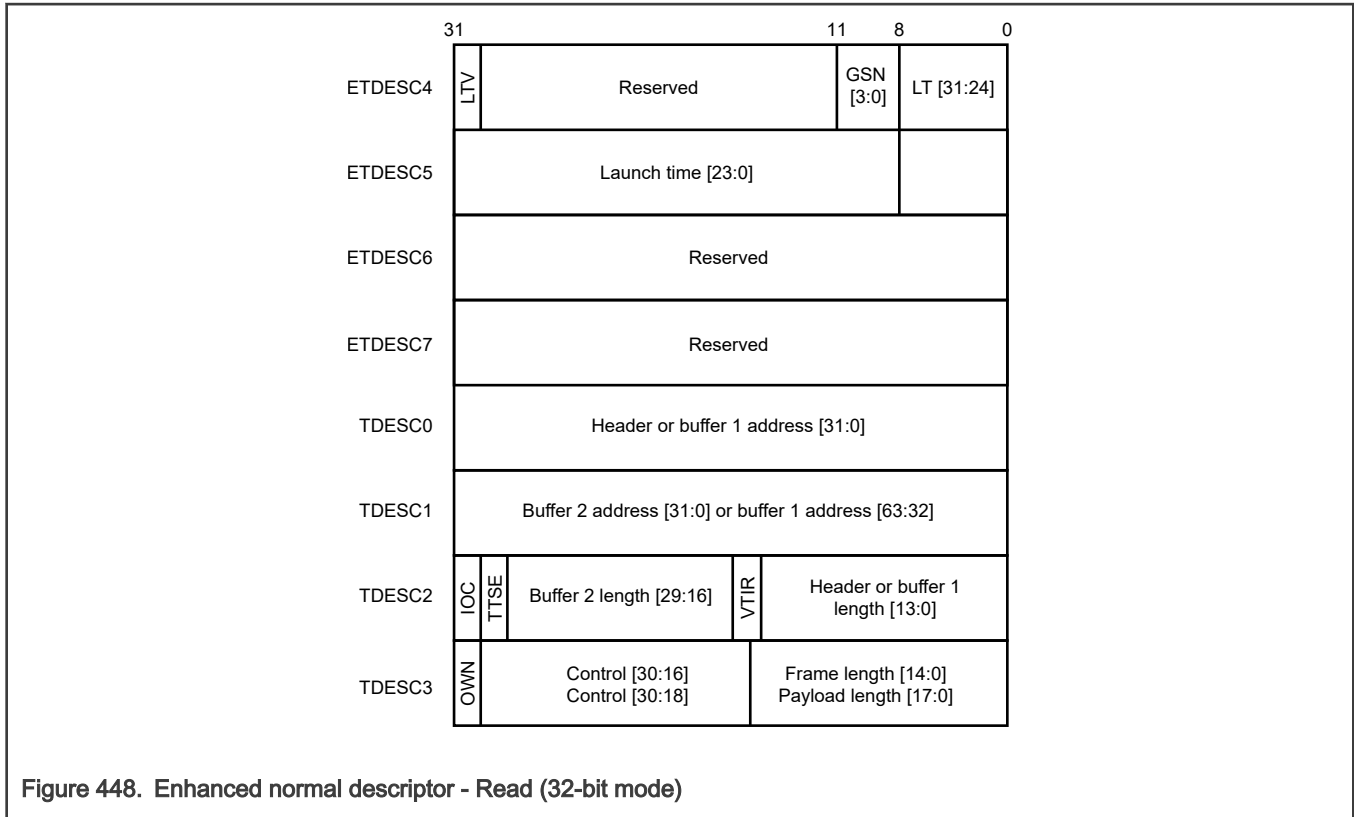 31 11 8 0
ETDESC4 LTV Reserved GSN LT [31:24]
[3:0]
ETDESC5 Launch time [23:0]
ETDESC6 Reserved
ETDESC7 Reserved
TDESC0 Header or buffer 1 address [31:0]
TDESC1 Buffer 2 address [31:0] or buffer 1 address [63:32]
TDESC2 IOC TTSE Buffer 2 length [29:16] VTIR Header or buffer 1
length [13:0]
TDESC3 OWN Control [30:16] Frame length [14:0]
Control [30:18] Payload length [17:0]
Figure 448. Enhanced normal descriptor - Read (32-bit mode)